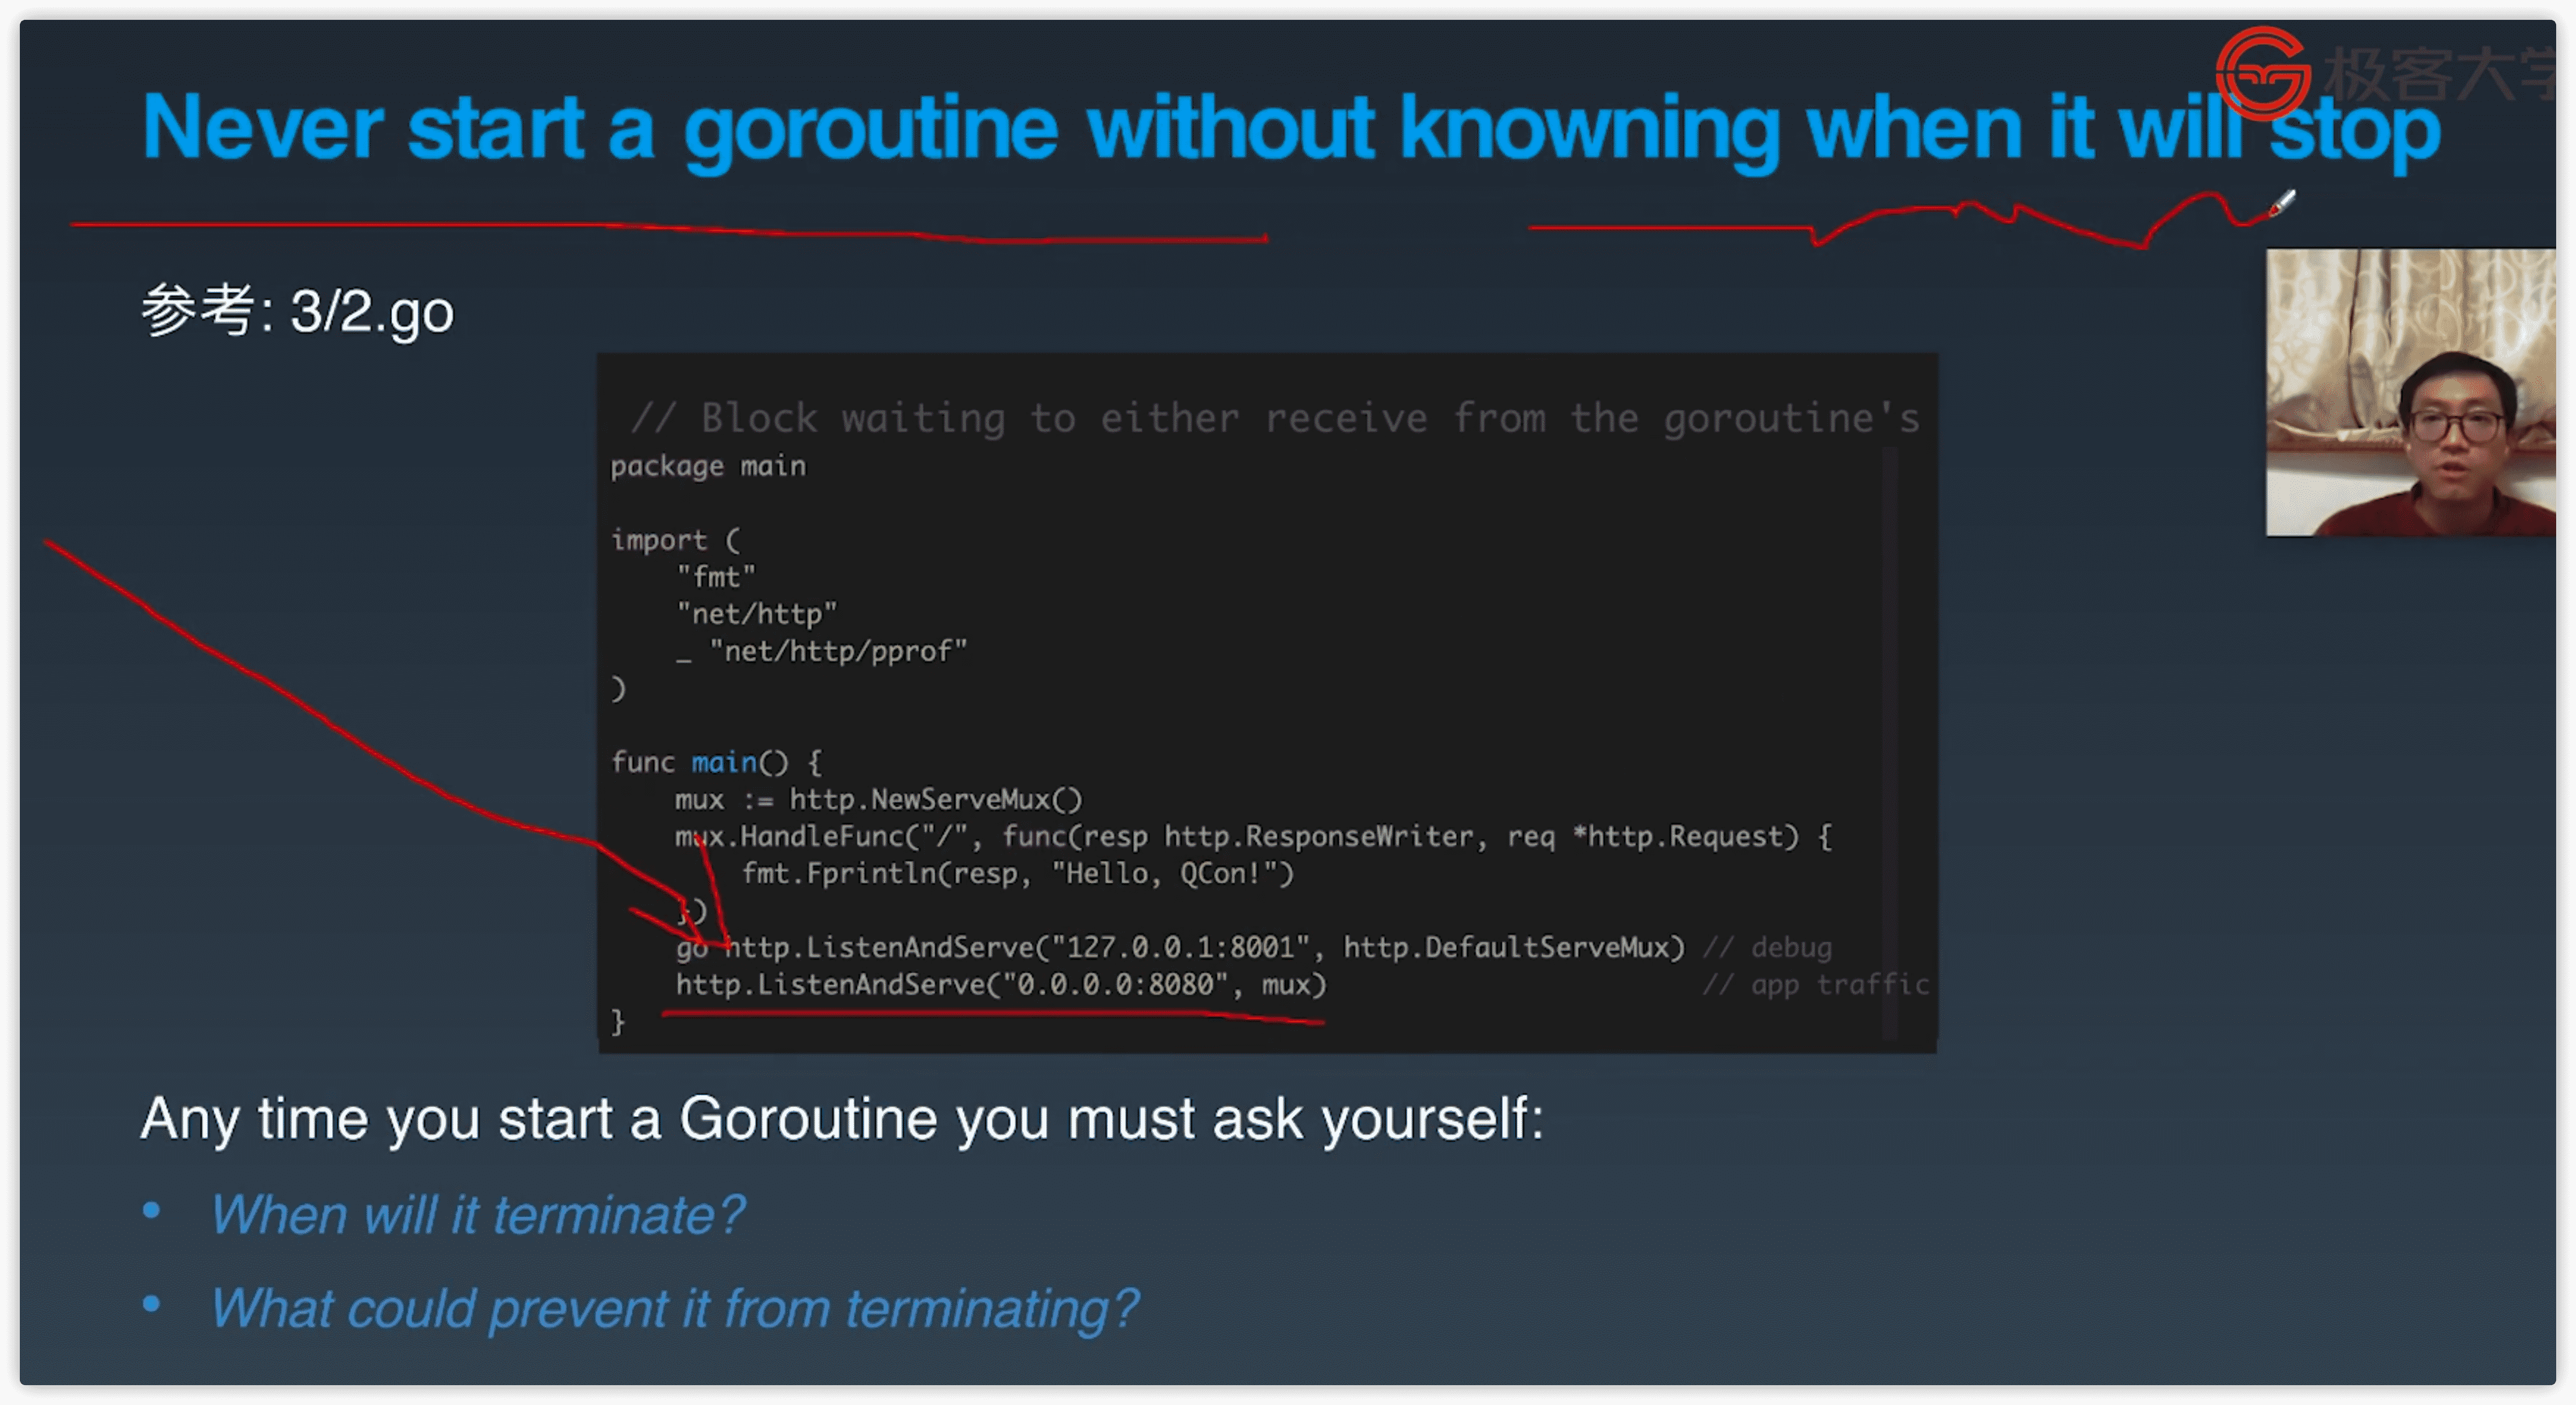 极客大学
Never start a goroutine without knowning when it will stop
参考: 3/2.go
// Block waiting to either receive from the goroutine's
package main
import (
"fmt"
"net/http"
_ "net/http/pprof"
)
func main() {
mux := http.NewServeMux()
mux.HandleFunc("/", func(resp http.ResponseWriter, req *http.Request) {
fmt.Fprintln(resp, "Hello, QCon!")
})
go http.ListenAndServe("127.0.0.1:8001", http.DefaultServeMux) // debug
http.ListenAndServe("0.0.0.0:8080", mux) // app traffic
}
Any time you start a Goroutine you must ask yourself:
• When will it terminate?
• What could prevent it from terminating?